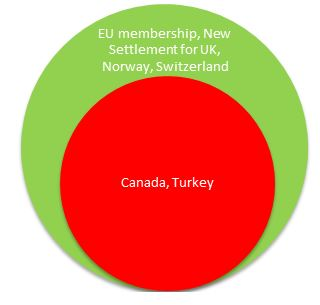 EU membership, New
Settlement for UK,
Norway, Switzerland
Canada, Turkey